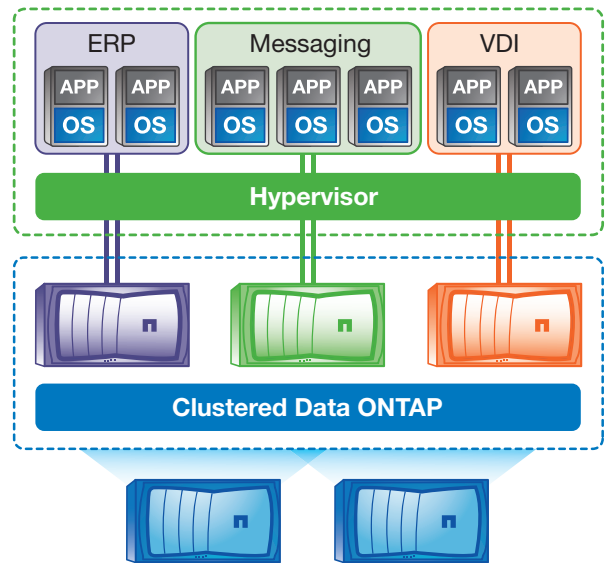 ERP Messaging VDI
APP APP APP APP APP APP APP
OS OS OS OS OS OS OS
Hypervisor
Clustered Data ONTAP